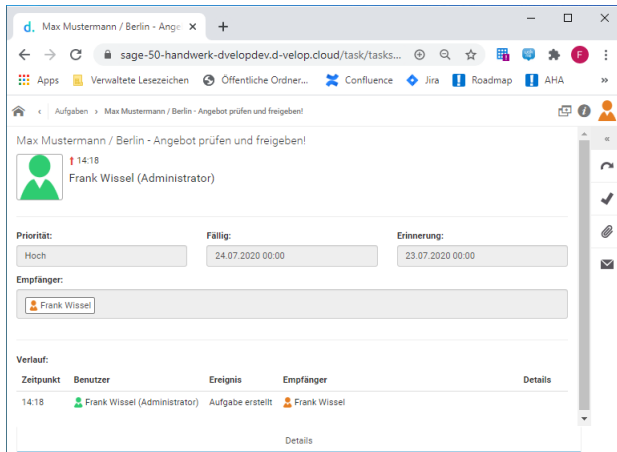 d. Max Mustermann / Berlin - Ange
sage-50-handwerk-dvelopdev.d-velop.cloud/task/tasks...
F
Apps Verwaltete Lesezeichen Öffentliche Ordner... Confluence Jira Roadmap AHA »
‹ Aufgaben › Max Mustermann / Berlin - Angebot prüfen und freigeben!
Max Mustermann / Berlin - Angebot prüfen und freigeben!
14:18
Frank Wissel (Administrator)
Priorität: Fällig: Erinnerung:
Hoch 24.07.2020 00:00 23.07.2020 00:00
Empfänger:
Frank Wissel
Verlauf:
Zeitpunkt Benutzer Ereignis Empfänger Details
14:18 Frank Wissel (Administrator) Aufgabe erstellt Frank Wissel
Details